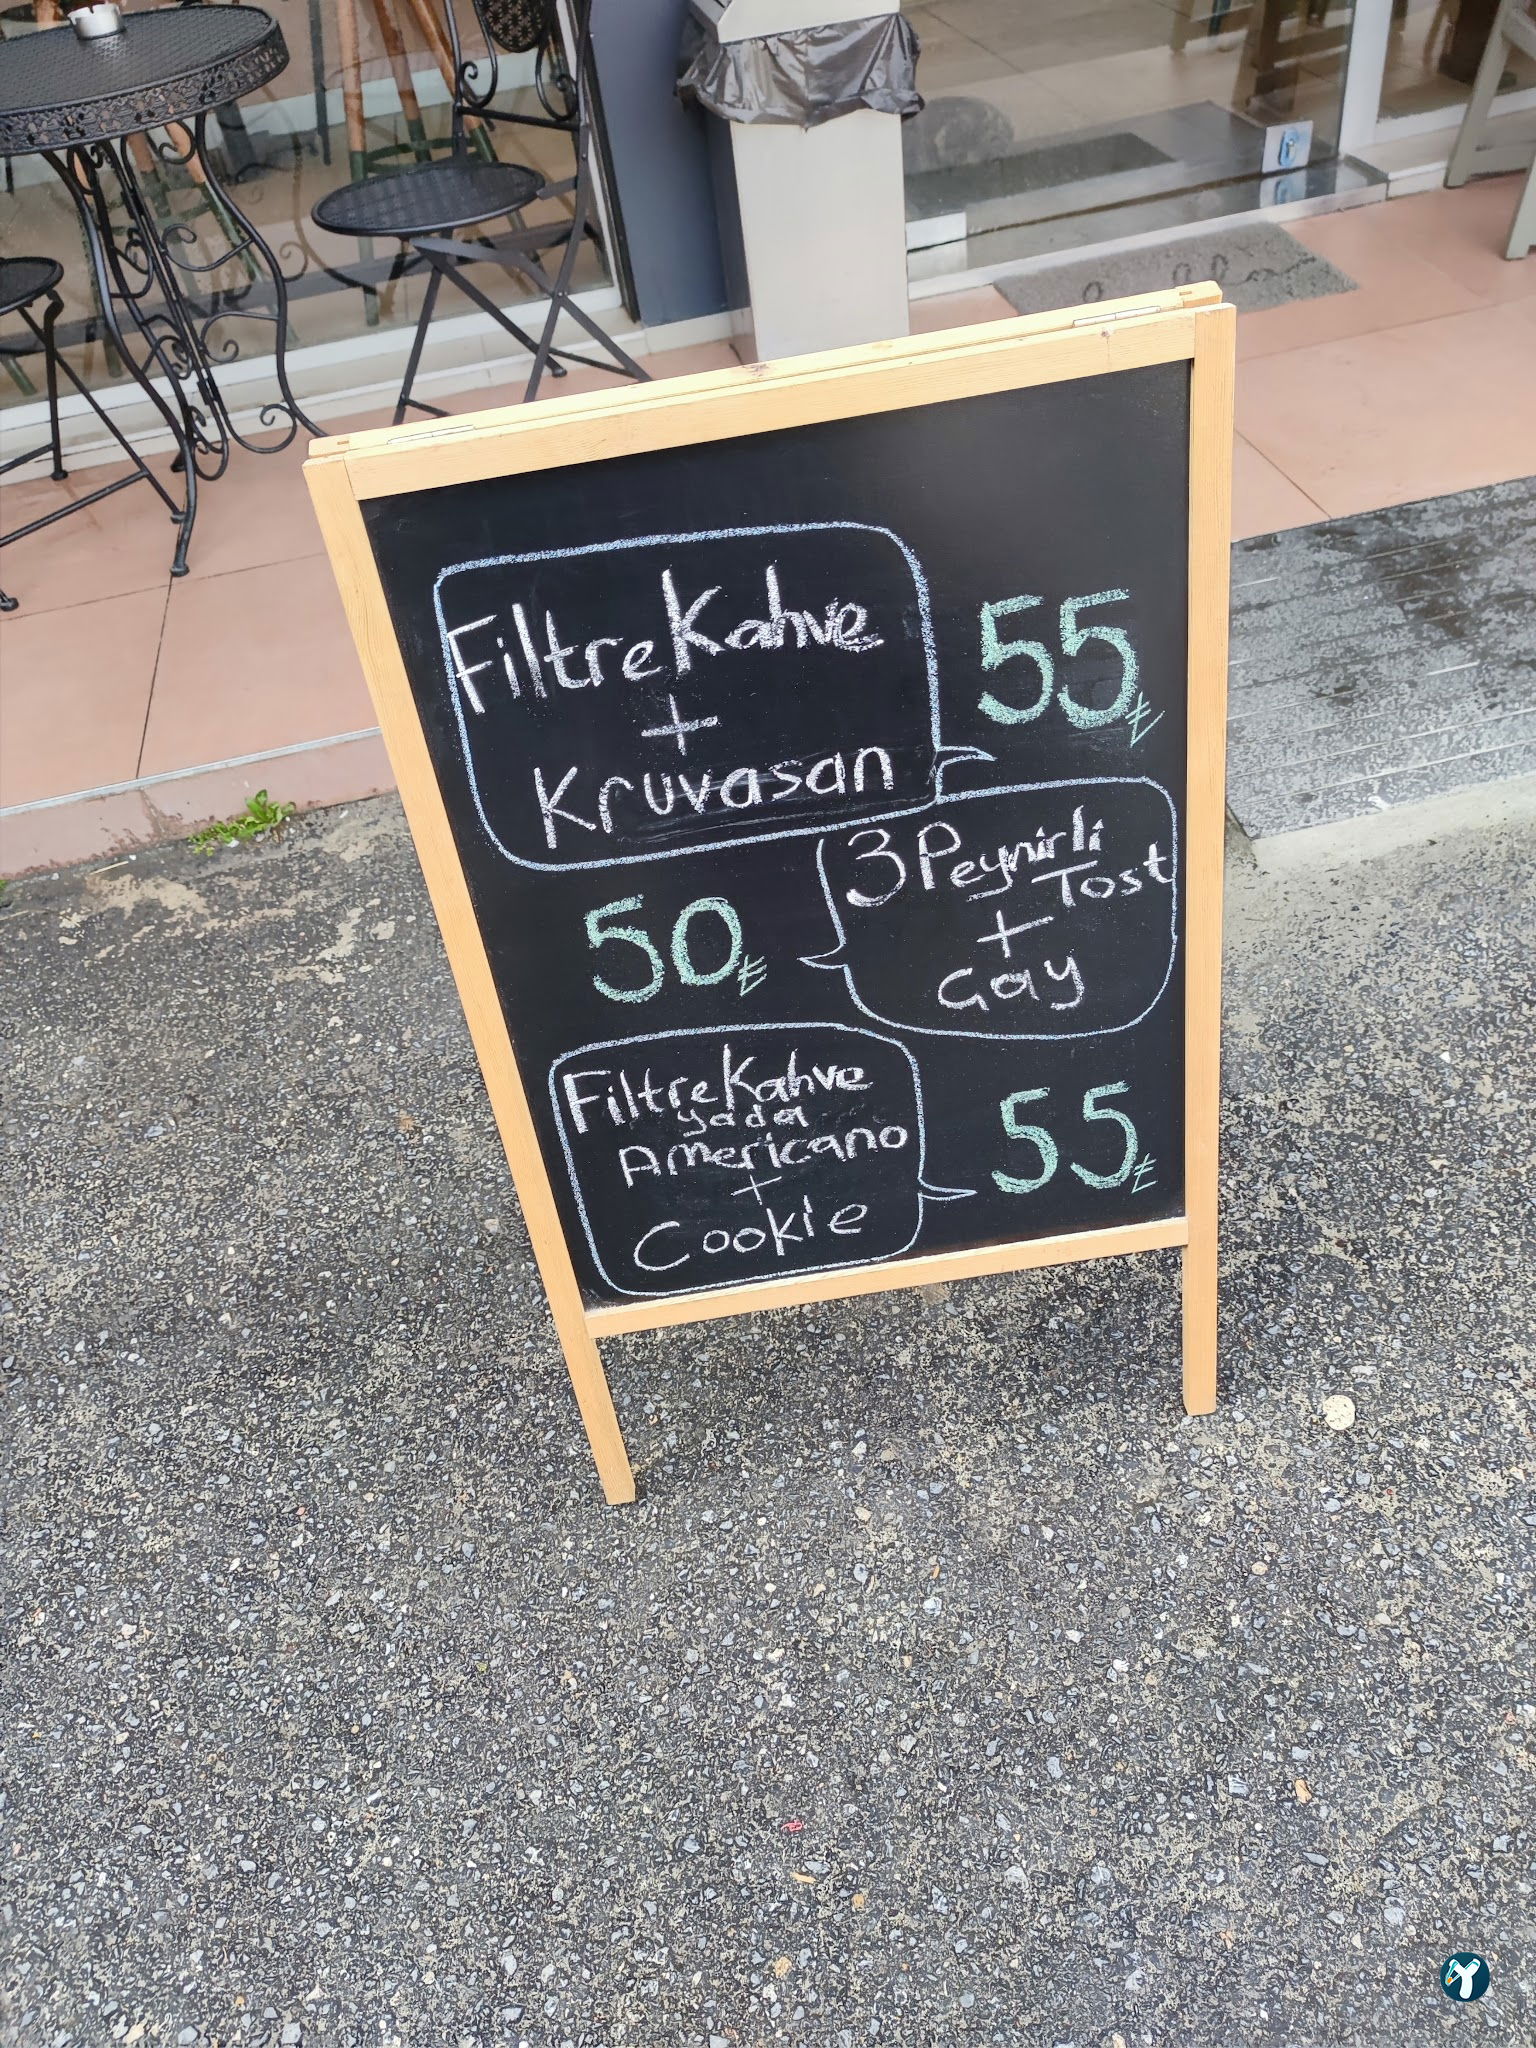 Filtre Kahve
+
Kruvasan
55₺
3 Peynirli
Tost
+
Çay
50₺
Filtre Kahve
yada
Americano
+
Cookie
55₺